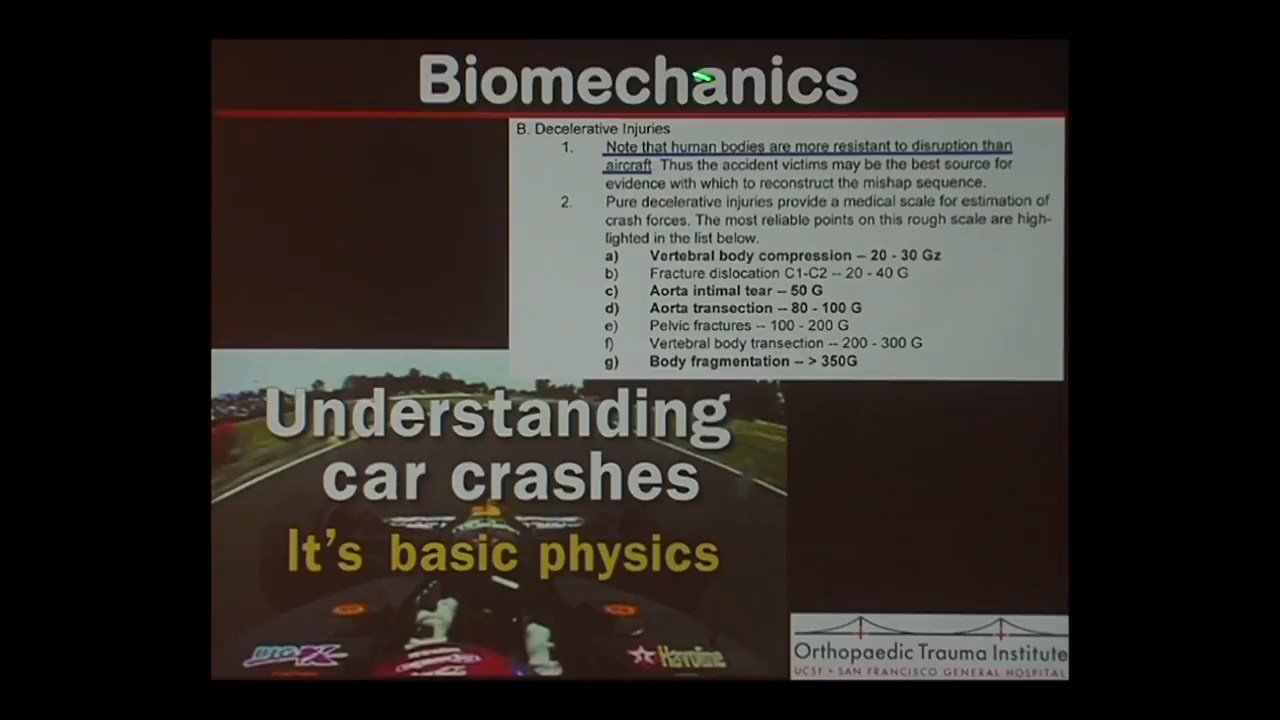 Biomechanics
B. Decelerative Injuries
1. Note that human bodies are more resistant to disruption than
aircraft. Thus the accident victims may be the best source for
evidence with which to reconstruct the mishap sequence.
2. Pure decelerative injuries provide a medical scale for estimation of
crash forces. The most reliable points on this rough scale are high-
lighted in the list below.
a) Vertebral body compression -- 20 - 30 Gz
b) Fracture dislocation C1-C2 -- 20 - 40 G
c) Aorta intimal tear -- 50 G
d) Aorta transection -- 80 - 100 G
e) Pelvic fractures -- 100 - 200 G
f) Vertebral body transection -- 200 - 300 G
g) Body fragmentation -- > 350G
Understanding
car crashes
It's basic physics
Havoline
Orthopaedic Trauma Institute
UCSF • SAN FRANCISCO GENERAL HOSPITAL